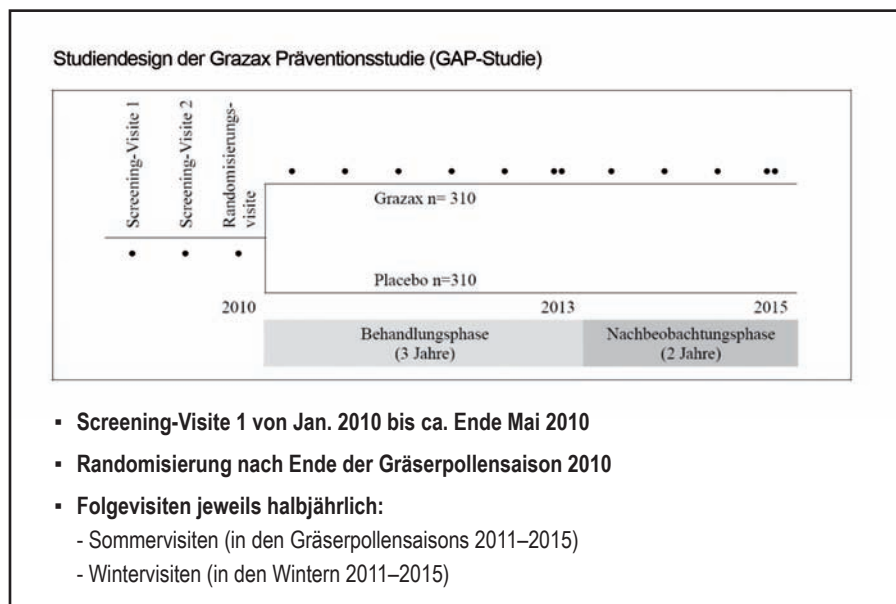 Studiendesign der Grazax Präventionsstudie (GAP-Studie)
Screening-Visite 1
Screening-Visite 2
Randomisierungs-
visite
Grazax n= 310
Placebo n=310
2010
2013
2015
Behandlungsphase
(3 Jahre)
Nachbeobachtungsphase
(2 Jahre)
▪ Screening-Visite 1 von Jan. 2010 bis ca. Ende Mai 2010
▪ Randomisierung nach Ende der Gräserpollensaison 2010
▪ Folgevisiten jeweils halbjährlich:
- Sommervisiten (in den Gräserpollensaisons 2011–2015)
- Wintervisiten (in den Wintern 2011–2015)